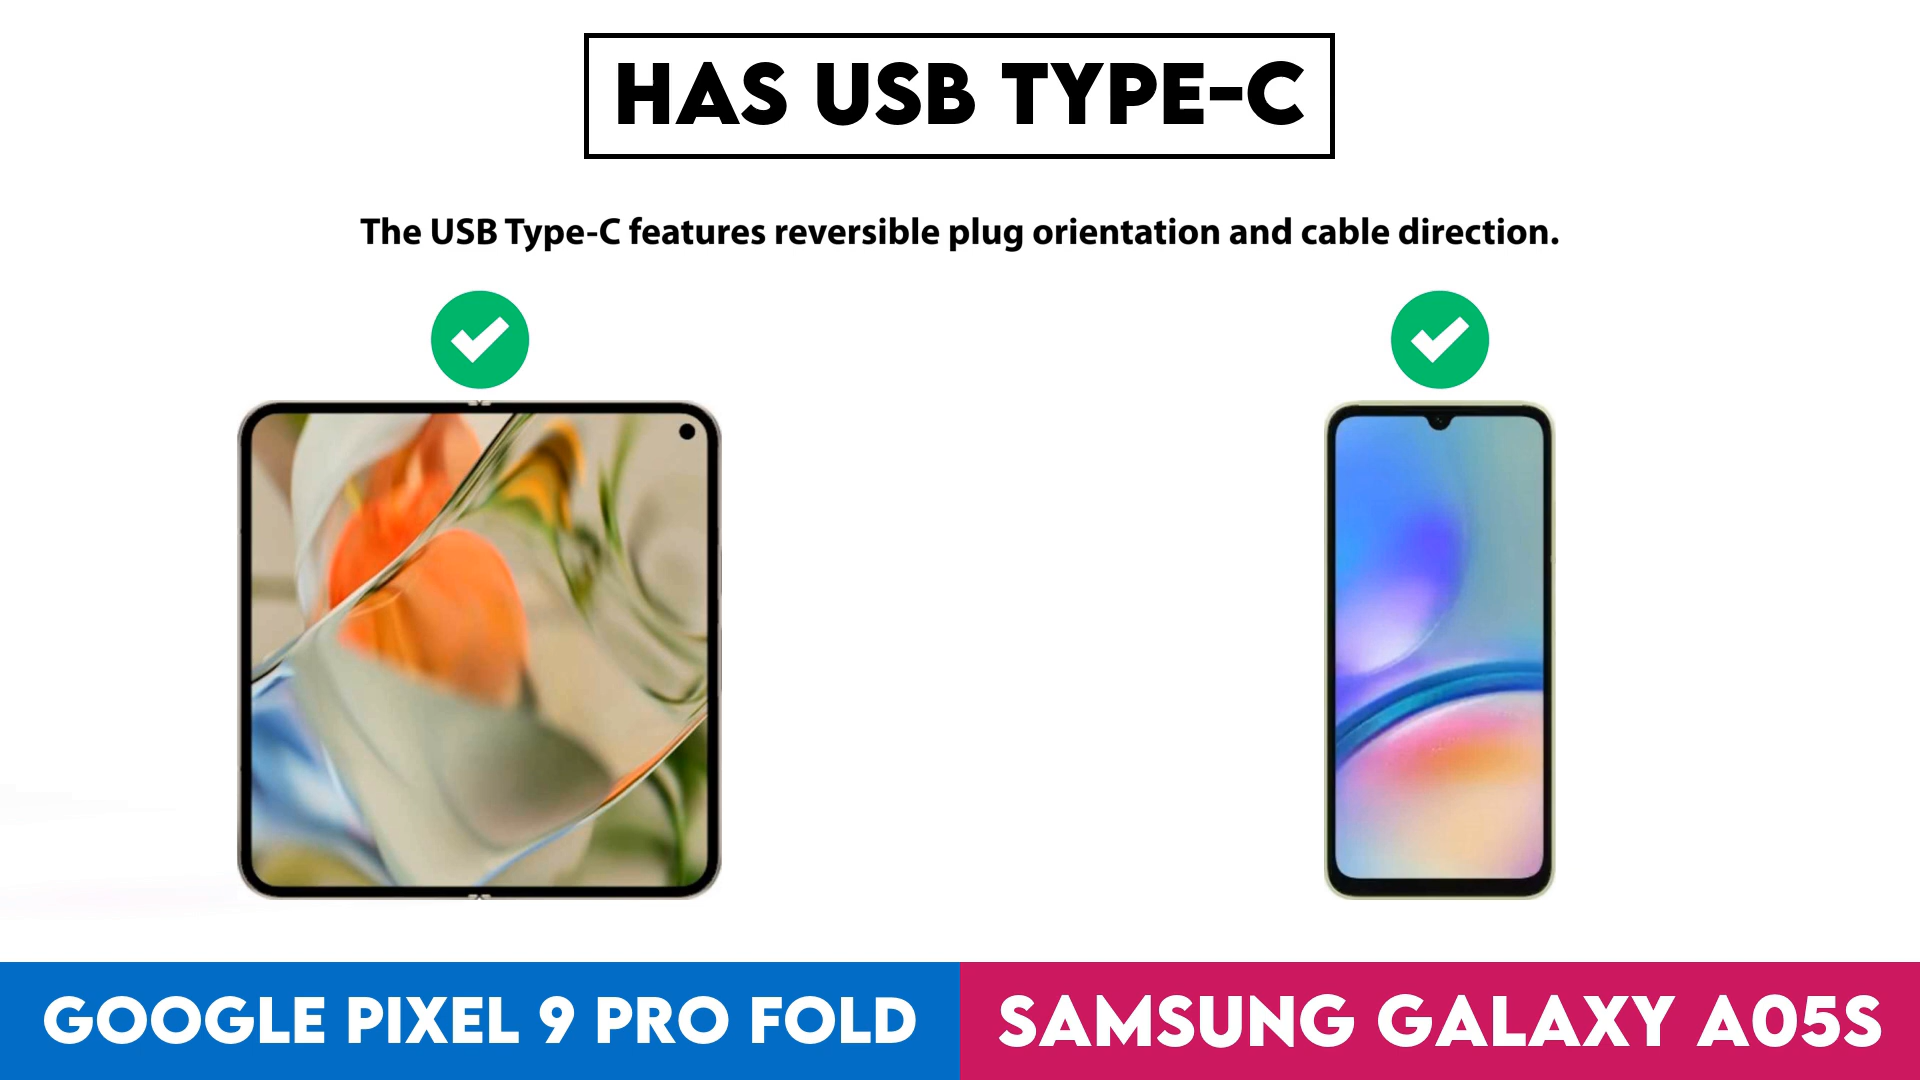 HAS USB TYPE-C
The USB Type-C features reversible plug orientation and cable direction.
GOOGLE PIXEL 9 PRO FOLD
SAMSUNG GALAXY A05S